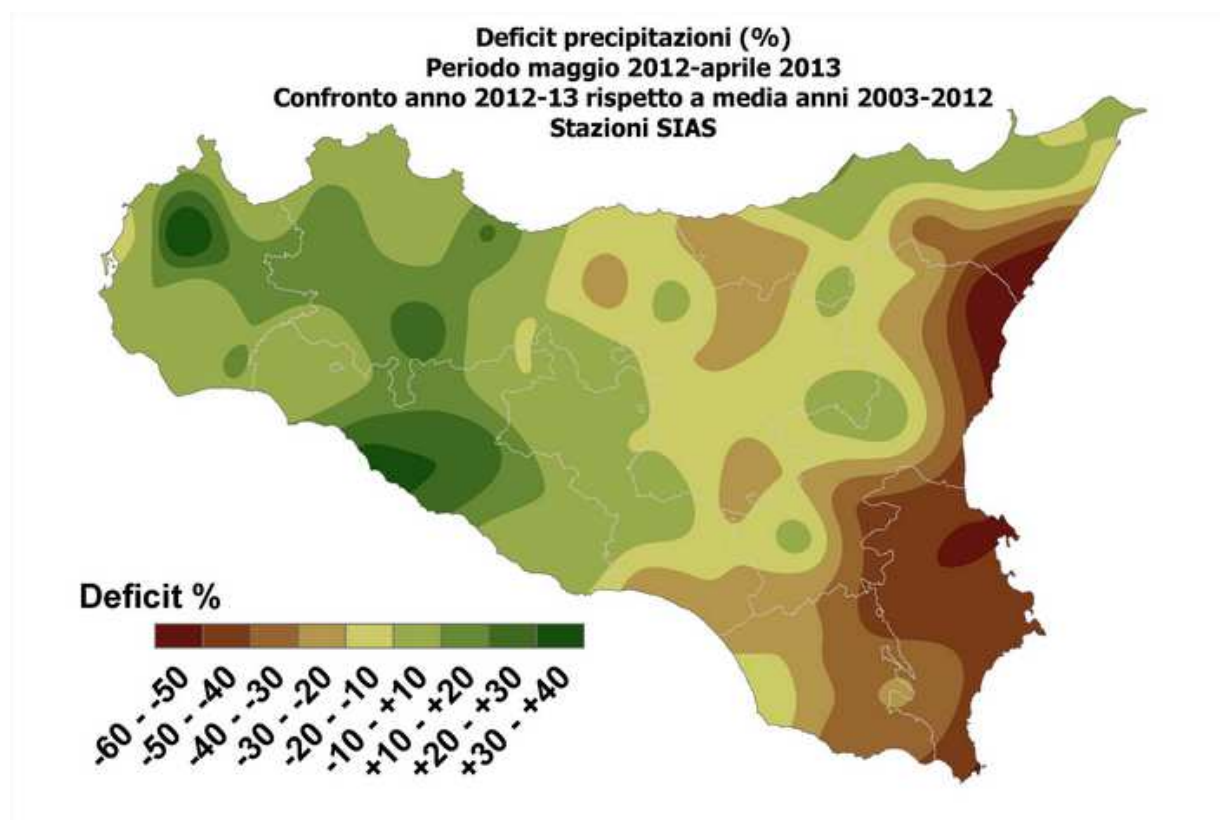 Deficit precipitazioni (%)
Periodo maggio 2012-aprile 2013
Confronto anno 2012-13 rispetto a media anni 2003-2012
Stazioni SIAS
Deficit %
-60 - -50
-50 - -40
-40 - -30
-30 - -20
-20 - -10
-10 - +10
+10 - +20
+20 - +30
+30 - +40